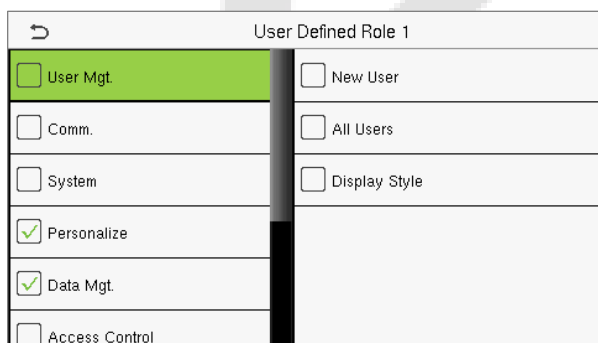 User Defined Role 1
User Mgt.
New User
Comm.
All Users
System
Display Style
Personalize
Data Mgt.
Access Control